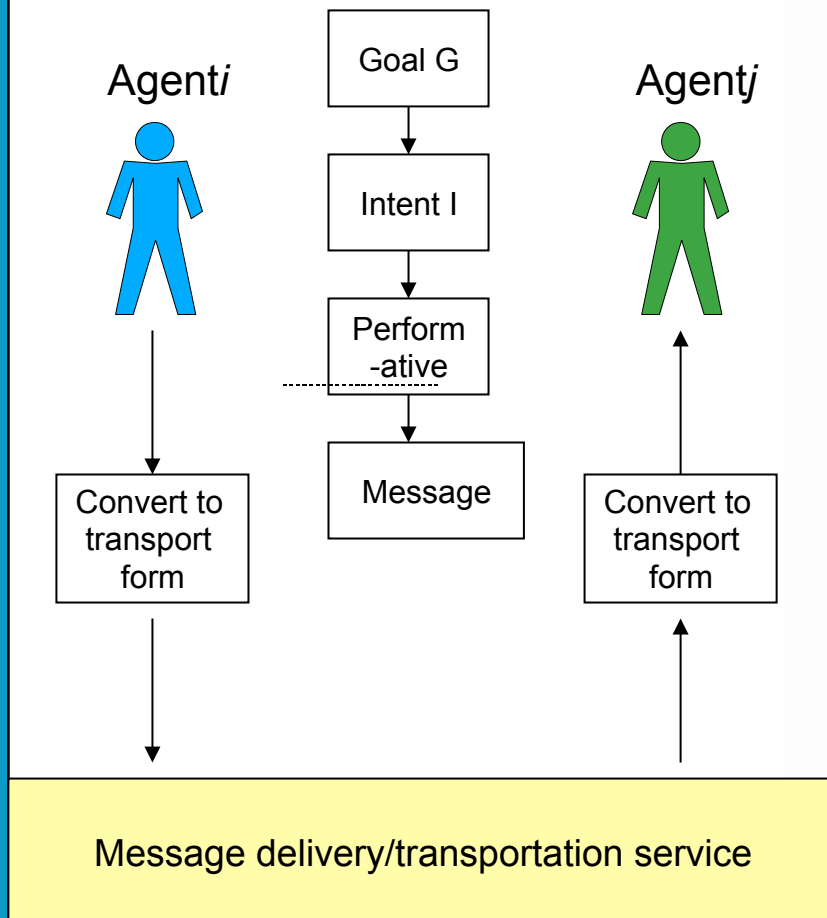 Goal G
Agenti
Agentj
Intent I
Perform
-ative
Message
Convert to
transport
form
Convert to
transport
form
Message delivery/transportation service